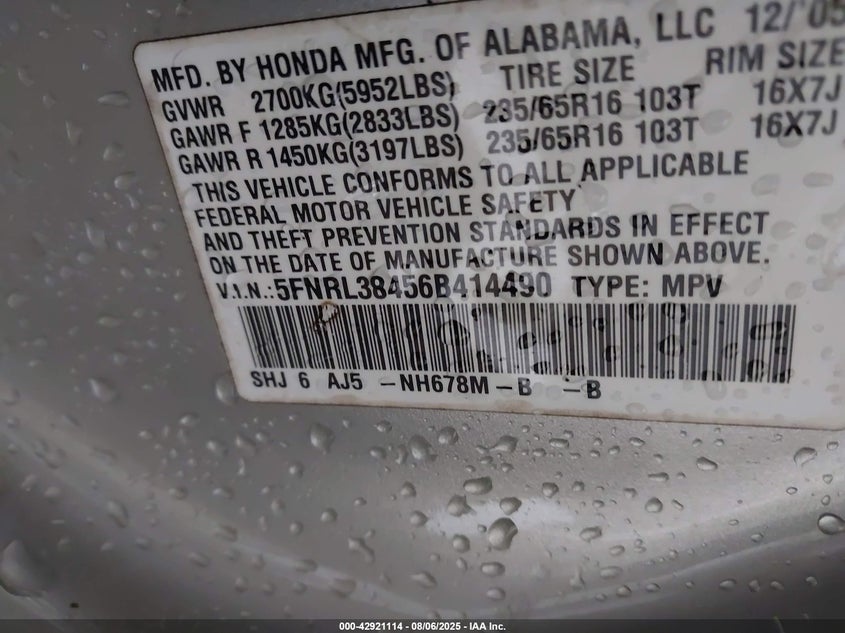 MFD. BY HONDA MFG. OF ALABAMA, LLC 12/'05
GVWR 2700KG(5952LBS) TIRE SIZE RIM SIZE
GAWR F 1285KG(2833LBS) 235/65R16 103T 16X7J
GAWR R 1450KG(3197LBS) 235/65R16 103T 16X7J
THIS VEHICLE CONFORMS TO ALL APPLICABLE
FEDERAL MOTOR VEHICLE SAFETY
AND THEFT PREVENTION STANDARDS IN EFFECT
ON THE DATE OF MANUFACTURE SHOWN ABOVE.
V.I.N.:5FNRL38456B414490 TYPE: MPV
SHJ 6 AJ5 -NH678M-B -B
000-42921114 | 08/06/2025 - IAA Inc.